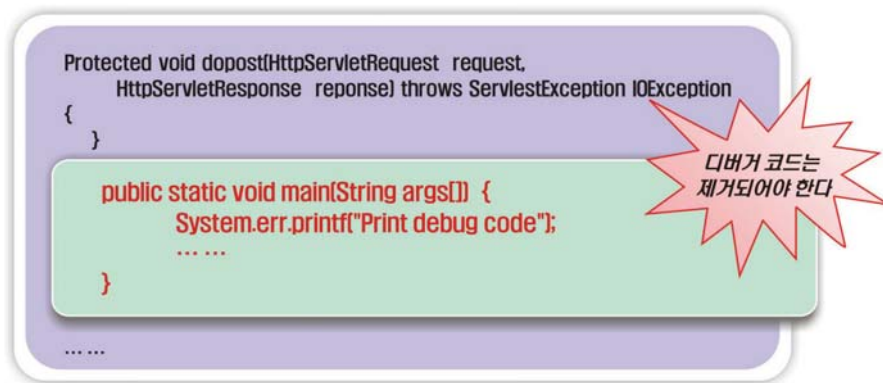 Protected void dopost(HttpServletRequest request,
HttpServletResponse reponse) throws ServlestException IOException
{
}
public static void main(String args[]) {
System.err.printf("Print debug code");
... ...
}
... ...
디버거 코드는
제거되어야 한다